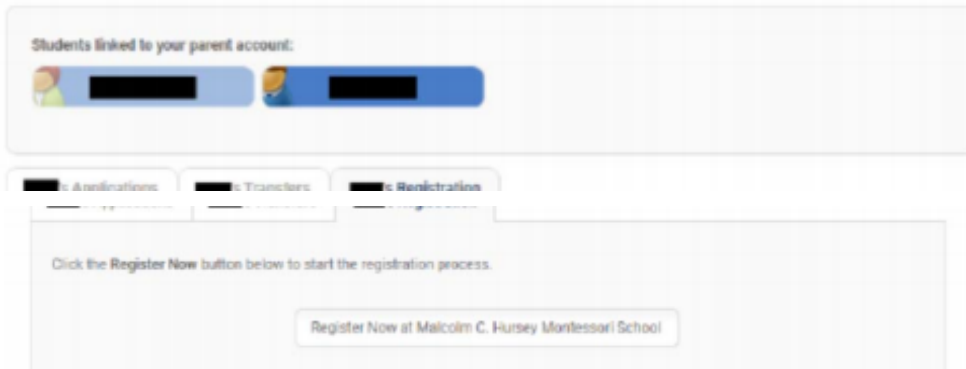 Students linked to your parent account:
's Applications 's Transfers 's Registration
Click the Register Now button below to start the registration process.
Register Now at Malcolm C. Hursey Montessori School